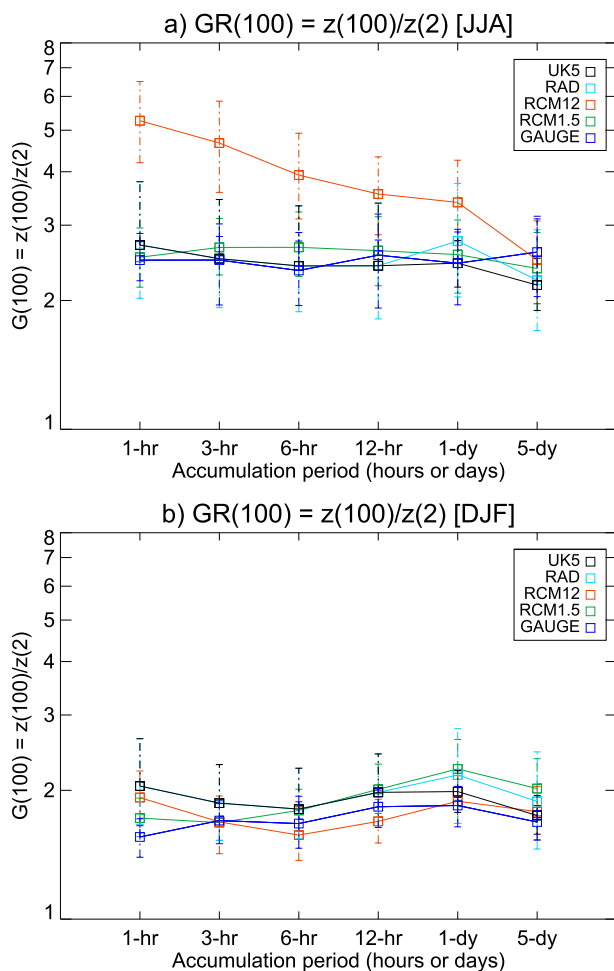 a) GR(100) = z(100)/z(2) [JJA]
G(100) = z(100)/z(2)
8
7
6
5
4
3
2
1
UK5
RAD
RCM12
RCM1.5
GAUGE
1-hr 3-hr 6-hr 12-hr 1-dy 5-dy
Accumulation period (hours or days)
b) GR(100) = z(100)/z(2) [DJF]
G(100) = z(100)/z(2)
8
7
6
5
4
3
2
1
UK5
RAD
RCM12
RCM1.5
GAUGE
1-hr 3-hr 6-hr 12-hr 1-dy 5-dy
Accumulation period (hours or days)